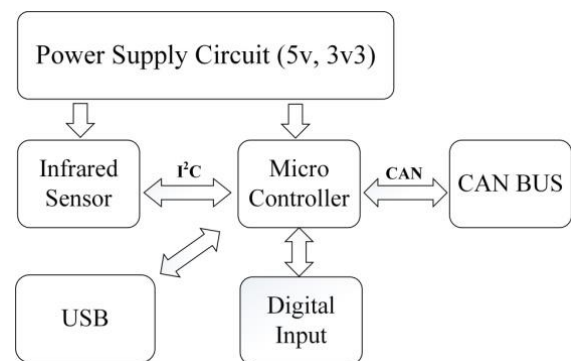 Power Supply Circuit (5v, 3v3)
Infrared
Sensor
I²C
Micro
Controller
CAN
CAN BUS
USB
Digital
Input